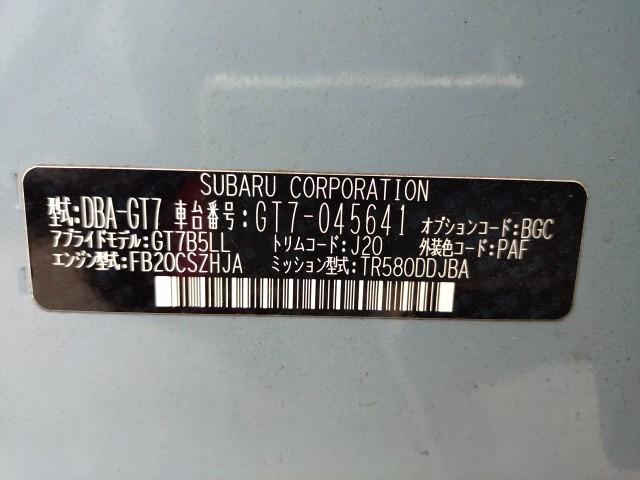 SUBARU CORPORATION
型式:DBA-GT7 車台番号:GT7-045641 オプションコード:BGC
アプライドモデル:GT7B5LL トリムコード:J20 外装色コード:PAF
エンジン型式:FB20CSZHJA ミッション型式:TR580DDJBA